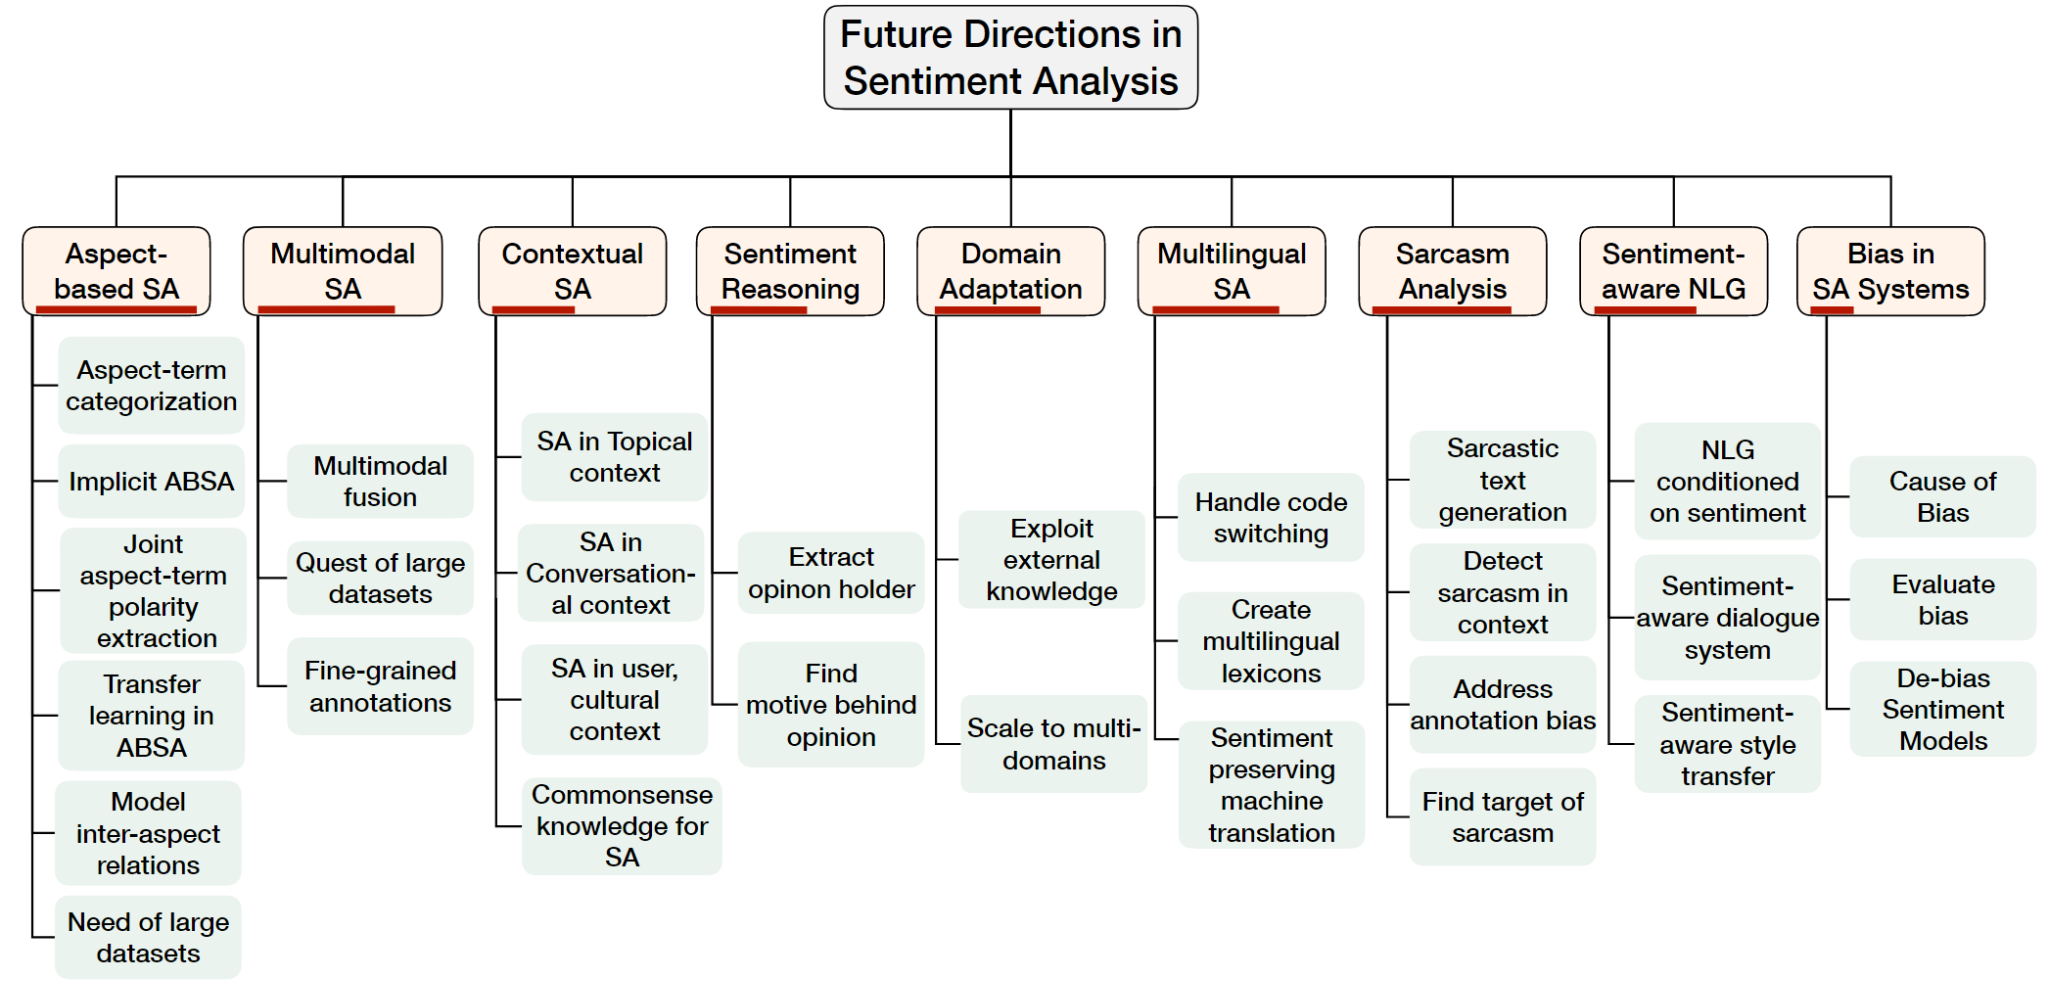 Future Directions in
Sentiment Analysis
Aspect-
based SA
Aspect-term
categorization
Implicit ABSA
Joint
aspect-term
polarity
extraction
Transfer
learning in
ABSA
Model
inter-aspect
relations
Need of large
datasets
Multimodal
SA
Multimodal
fusion
Quest of large
datasets
Fine-grained
annotations
Contextual
SA
SA in Topical
context
SA in
Conversation-
al context
SA in user,
cultural
context
Commonsense
knowledge for
SA
Sentiment
Reasoning
Extract
opinon holder
Find
motive behind
opinion
Domain
Adaptation
Exploit
external
knowledge
Scale to multi-
domains
Multilingual
SA
Handle code
switching
Create
multilingual
lexicons
Sentiment
preserving
machine
translation
Sarcasm
Analysis
Sarcastic
text
generation
Detect
sarcasm in
context
Address
annotation bias
Find target of
sarcasm
Sentiment-
aware NLG
NLG
conditioned
on sentiment
Sentiment-
aware dialogue
system
Sentiment-
aware style
transfer
Bias in
SA Systems
Cause of
Bias
Evaluate
bias
De-bias
Sentiment
Models